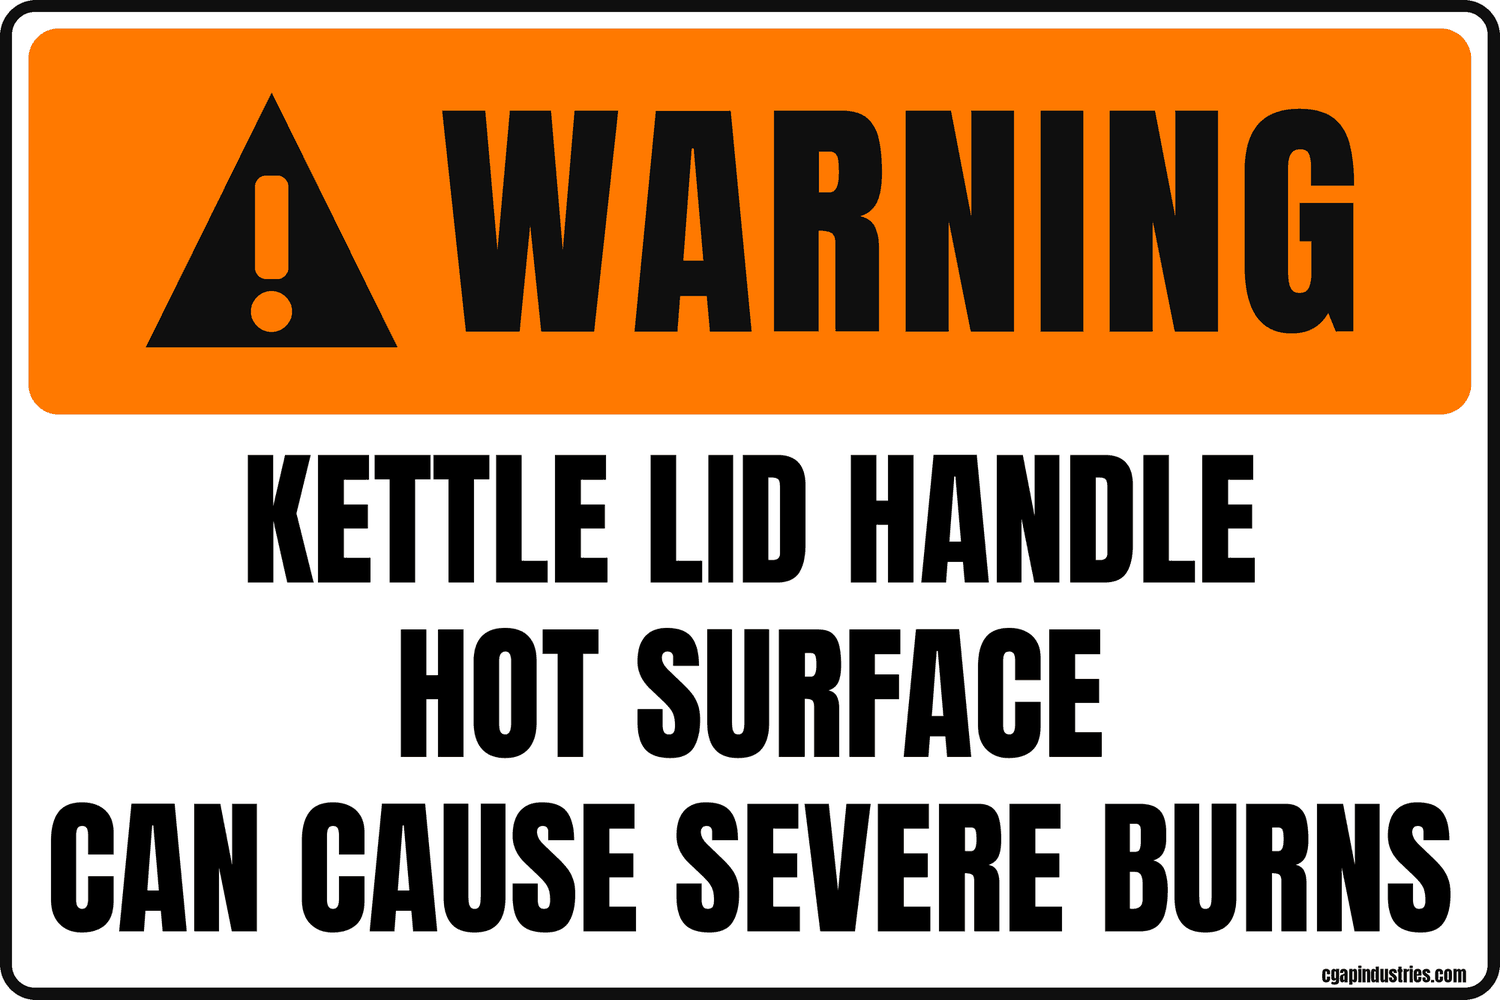 WARNING
KETTLE LID HANDLE
HOT SURFACE
CAN CAUSE SEVERE BURNS
cgapindustries.com